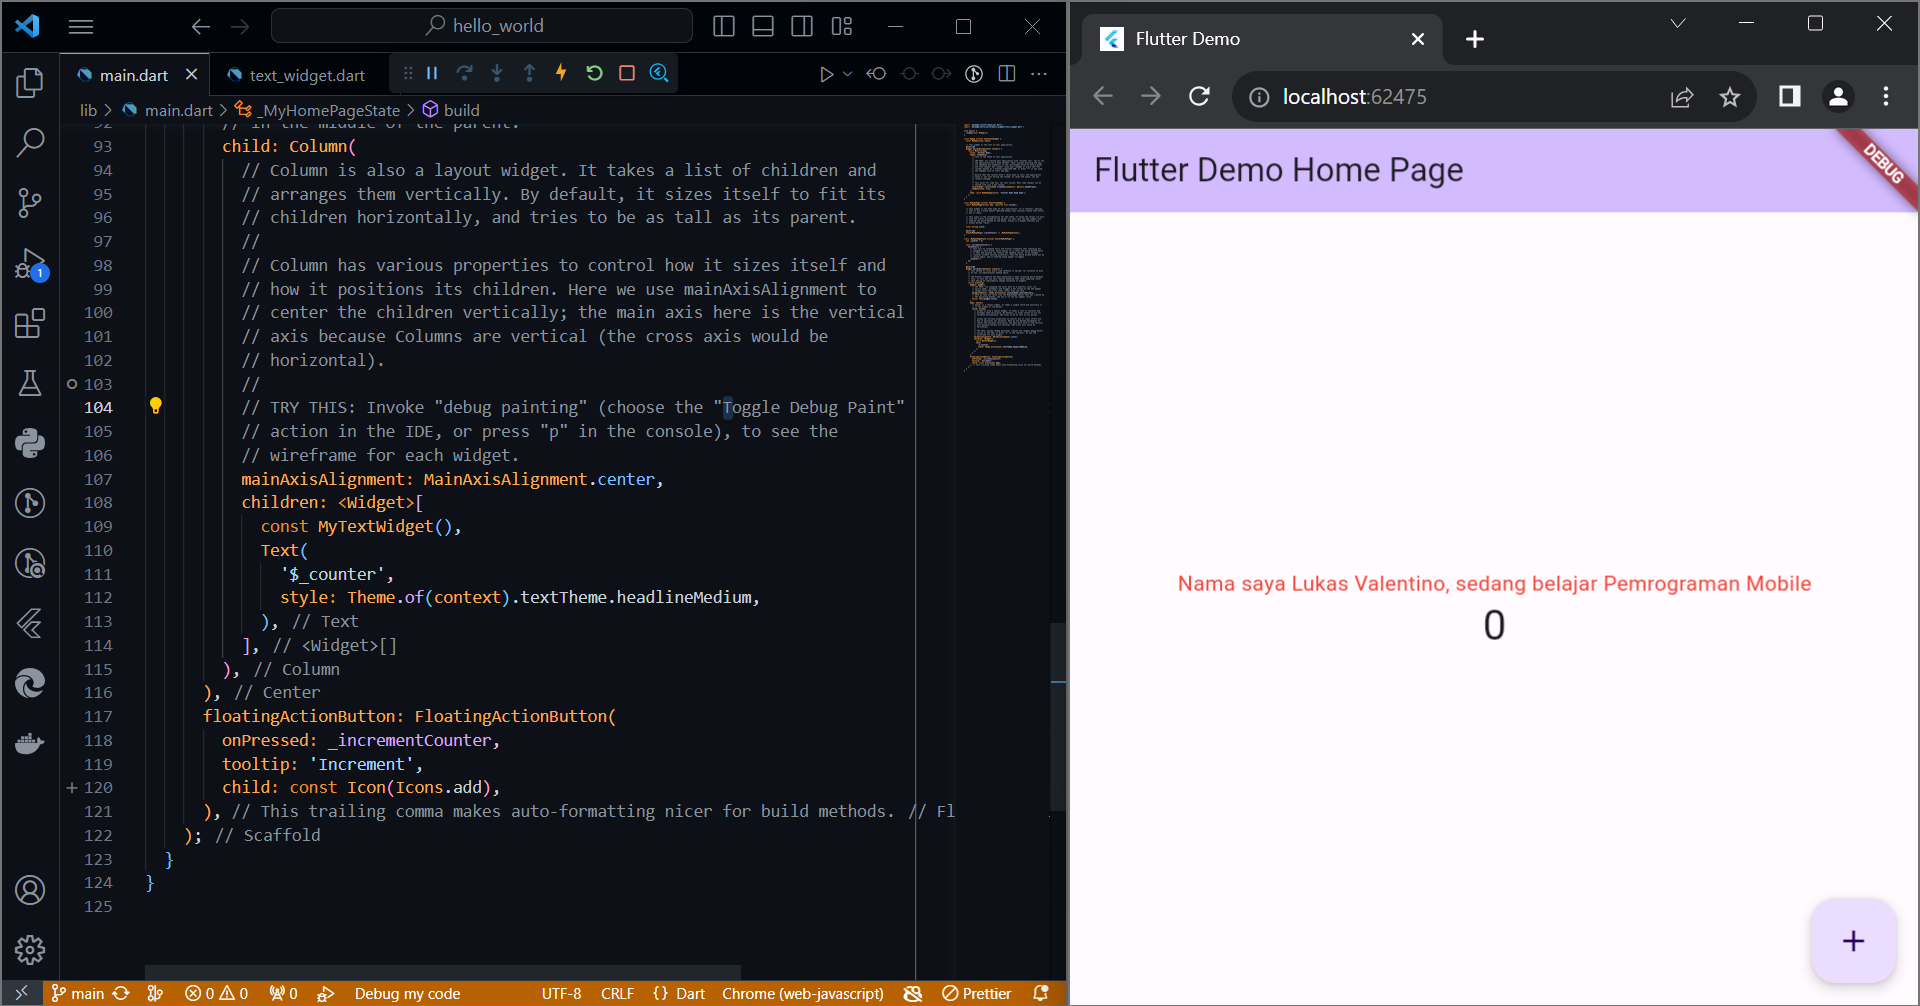 hello_world
main.dart
text_widget.dart
lib > main.dart > _MyHomePageState > build
92 // in the middle of the parent.
93 child: Column(
94 // Column is also a layout widget. It takes a list of children and
95 // arranges them vertically. By default, it sizes itself to fit its
96 // children horizontally, and tries to be as tall as its parent.
97 //
98 // Column has various properties to control how it sizes itself and
99 // how it positions its children. Here we use mainAxisAlignment to
100 // center the children vertically; the main axis here is the vertical
101 // axis because Columns are vertical (the cross axis would be
102 // horizontal).
103 //
104 // TRY THIS: Invoke "debug painting" (choose the "Toggle Debug Paint"
105 // action in the IDE, or press "p" in the console), to see the
106 // wireframe for each widget.
107 mainAxisAlignment: MainAxisAlignment.center,
108 children: <Widget>[
109 const MyTextWidget(),
110 Text(
111 '$_counter',
112 style: Theme.of(context).textTheme.headlineMedium,
113 ), // Text
114 ], // <Widget>[]
115 ), // Column
116 ), // Center
117 floatingActionButton: FloatingActionButton(
118 onPressed: _incrementCounter,
119 tooltip: 'Increment',
120 child: const Icon(Icons.add),
121 ), // This trailing comma makes auto-formatting nicer for build methods. // Fl
122 ); // Scaffold
123 }
124 }
125
1
main 0 0 0 Debug my code UTF-8 CRLF {} Dart Chrome (web-javascript) Prettier
Flutter Demo
localhost:62475
Flutter Demo Home Page
DEBUG
Nama saya Lukas Valentino, sedang belajar Pemrograman Mobile
0
+